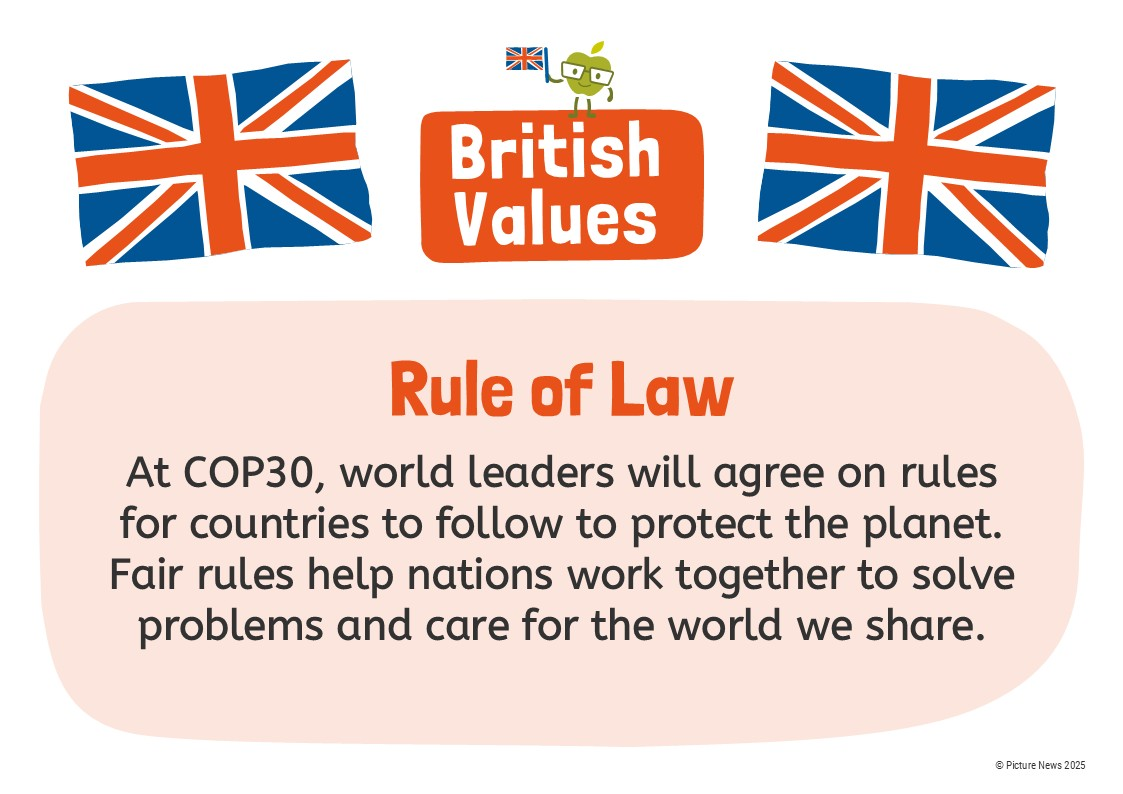 British
Values
Rule of Law
At COP30, world leaders will agree on rules
for countries to follow to protect the planet.
Fair rules help nations work together to solve
problems and care for the world we share.
© Picture News 2025